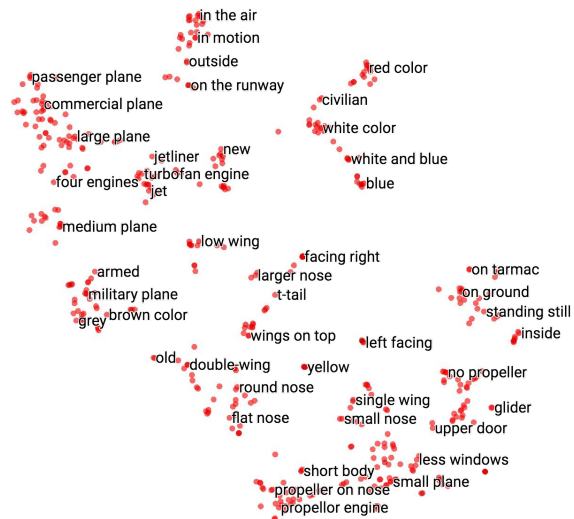 in the air
in motion
outside
on the runway
red color
passenger plane
commercial plane
civilian
large plane
white color
new
jetliner
white and blue
turbofan engine
four engines
jet
blue
medium plane
low wing
facing right
armed
larger nose
on tarmac
military plane
t-tail
on ground
grey
brown color
standing still
wings on top
left facing
inside
old
double-wing
yellow
no propeller
round nose
single wing
glider
flat nose
small nose
upper door
less windows
short body
small plane
propeller on nose
propellor engine